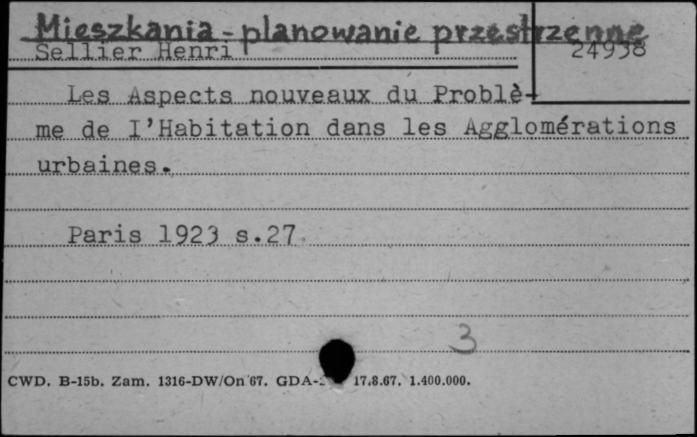 Mieszkania - planowanie przestrzenne
Sellier Henri
24938
Les Aspects nouveaux du Problè-
me de I'Habitation dans les Agglomérations
urbaines.
Paris 1923 s.27
3
CWD. B-15b. Zam. 1316-DW/On 67. GDA- 17.8.67. 1.400.000.